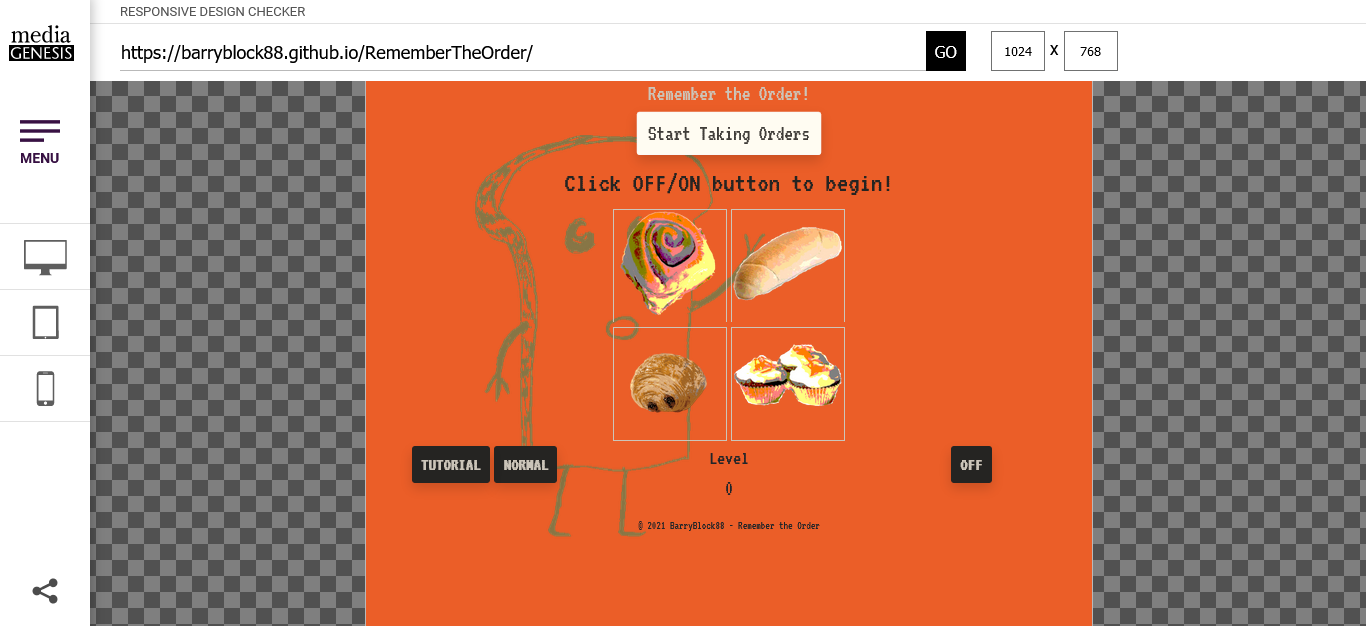 RESPONSIVE DESIGN CHECKER
media
GENESIS
https://barryblock88.github.io/RememberTheOrder/
GO
1024 X 768
MENU
Remember the Order!
Start Taking Orders
Click OFF/ON button to begin!
TUTORIAL NORMAL
Level
OFF
0
© 2021 BarryBlock88 - Remember the Order